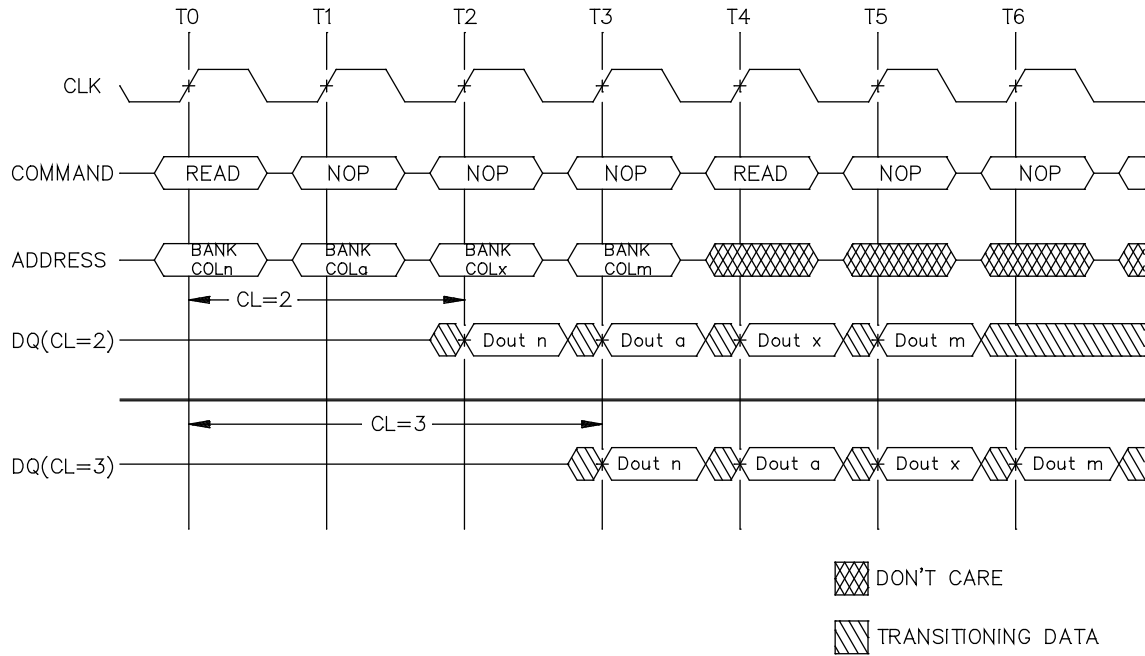 T0 T1 T2 T3 T4 T5 T6
CLK
COMMAND READ NOP NOP NOP READ NOP NOP
ADDRESS BANK COLn BANK COLa BANK COLx BANK COLm
CL=2
DQ(CL=2) Dout n Dout a Dout x Dout m
CL=3
DQ(CL=3) Dout n Dout a Dout x Dout m
DON'T CARE
TRANSITIONING DATA